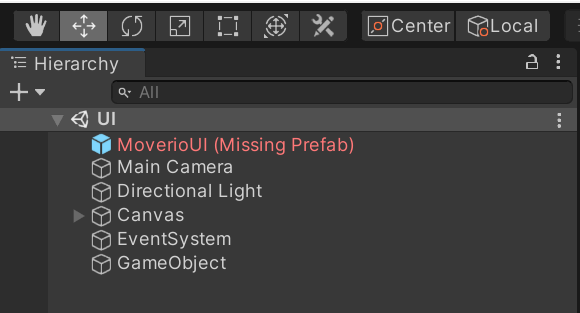 Center
Local
Hierarchy
All
UI
MoverioUI (Missing Prefab)
Main Camera
Directional Light
Canvas
EventSystem
GameObject